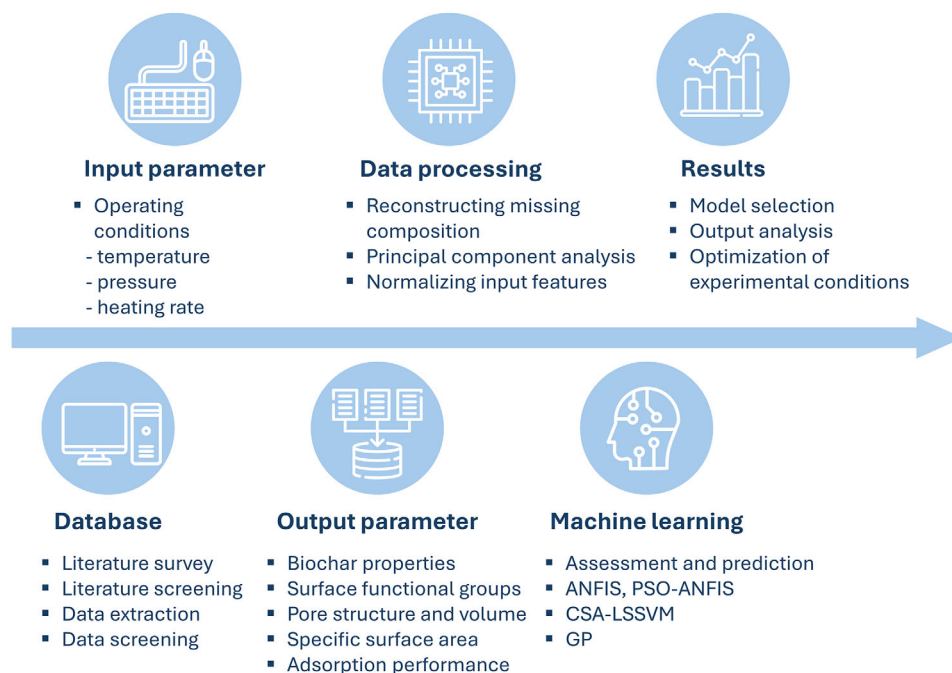 Input parameter
▪ Operating
conditions
- temperature
- pressure
- heating rate
Data processing
▪ Reconstructing missing
composition
▪ Principal component analysis
▪ Normalizing input features
Results
▪ Model selection
▪ Output analysis
▪ Optimization of
experimental conditions
Database
▪ Literature survey
▪ Literature screening
▪ Data extraction
▪ Data screening
Output parameter
▪ Biochar properties
▪ Surface functional groups
▪ Pore structure and volume
▪ Specific surface area
▪ Adsorption performance
Machine learning
▪ Assessment and prediction
▪ ANFIS, PSO-ANFIS
▪ CSA-LSSVM
▪ GP